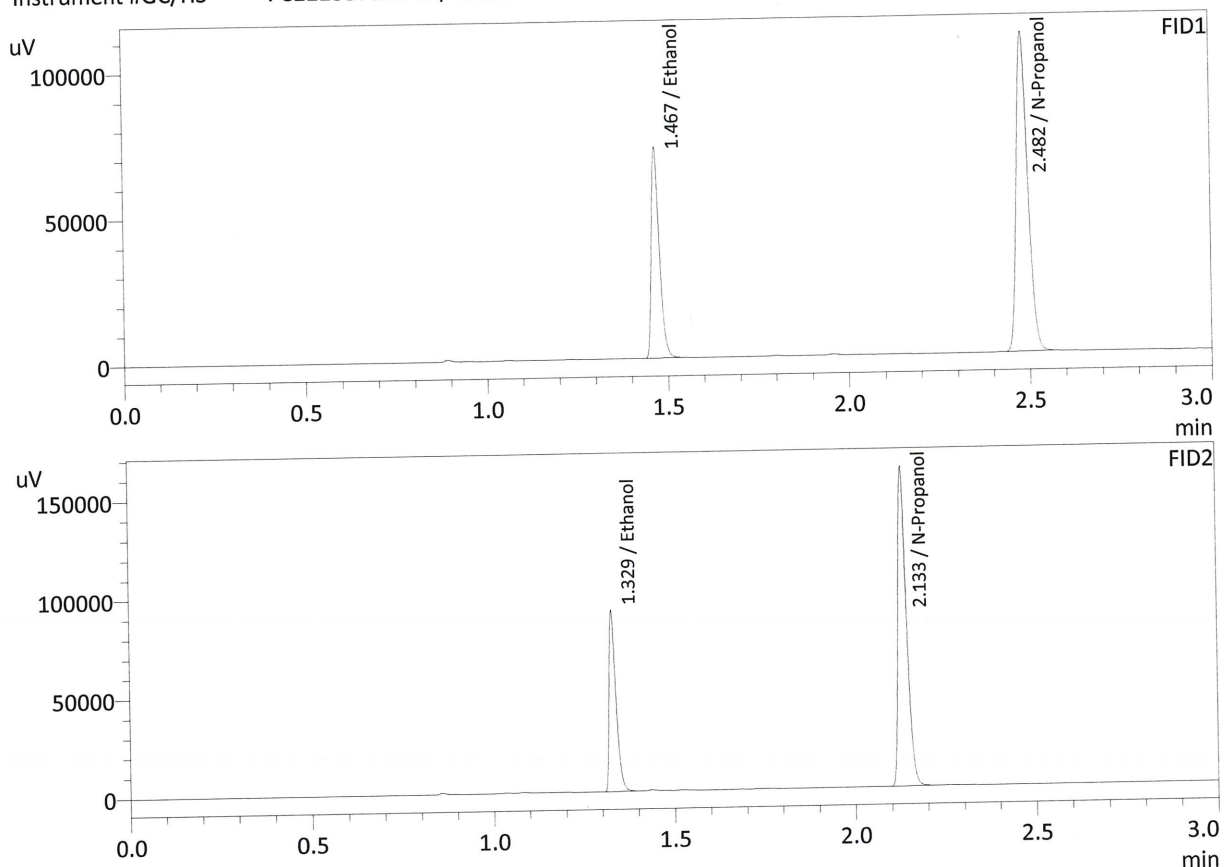 Instrument #GC/HS
uV
FID1
100000
50000
0
1.467 / Ethanol
2.482 / N-Propanol
0.0 0.5 1.0 1.5 2.0 2.5 3.0
min
uV
FID2
150000
100000
50000
0
1.329 / Ethanol
2.133 / N-Propanol
0.0 0.5 1.0 1.5 2.0 2.5 3.0
min